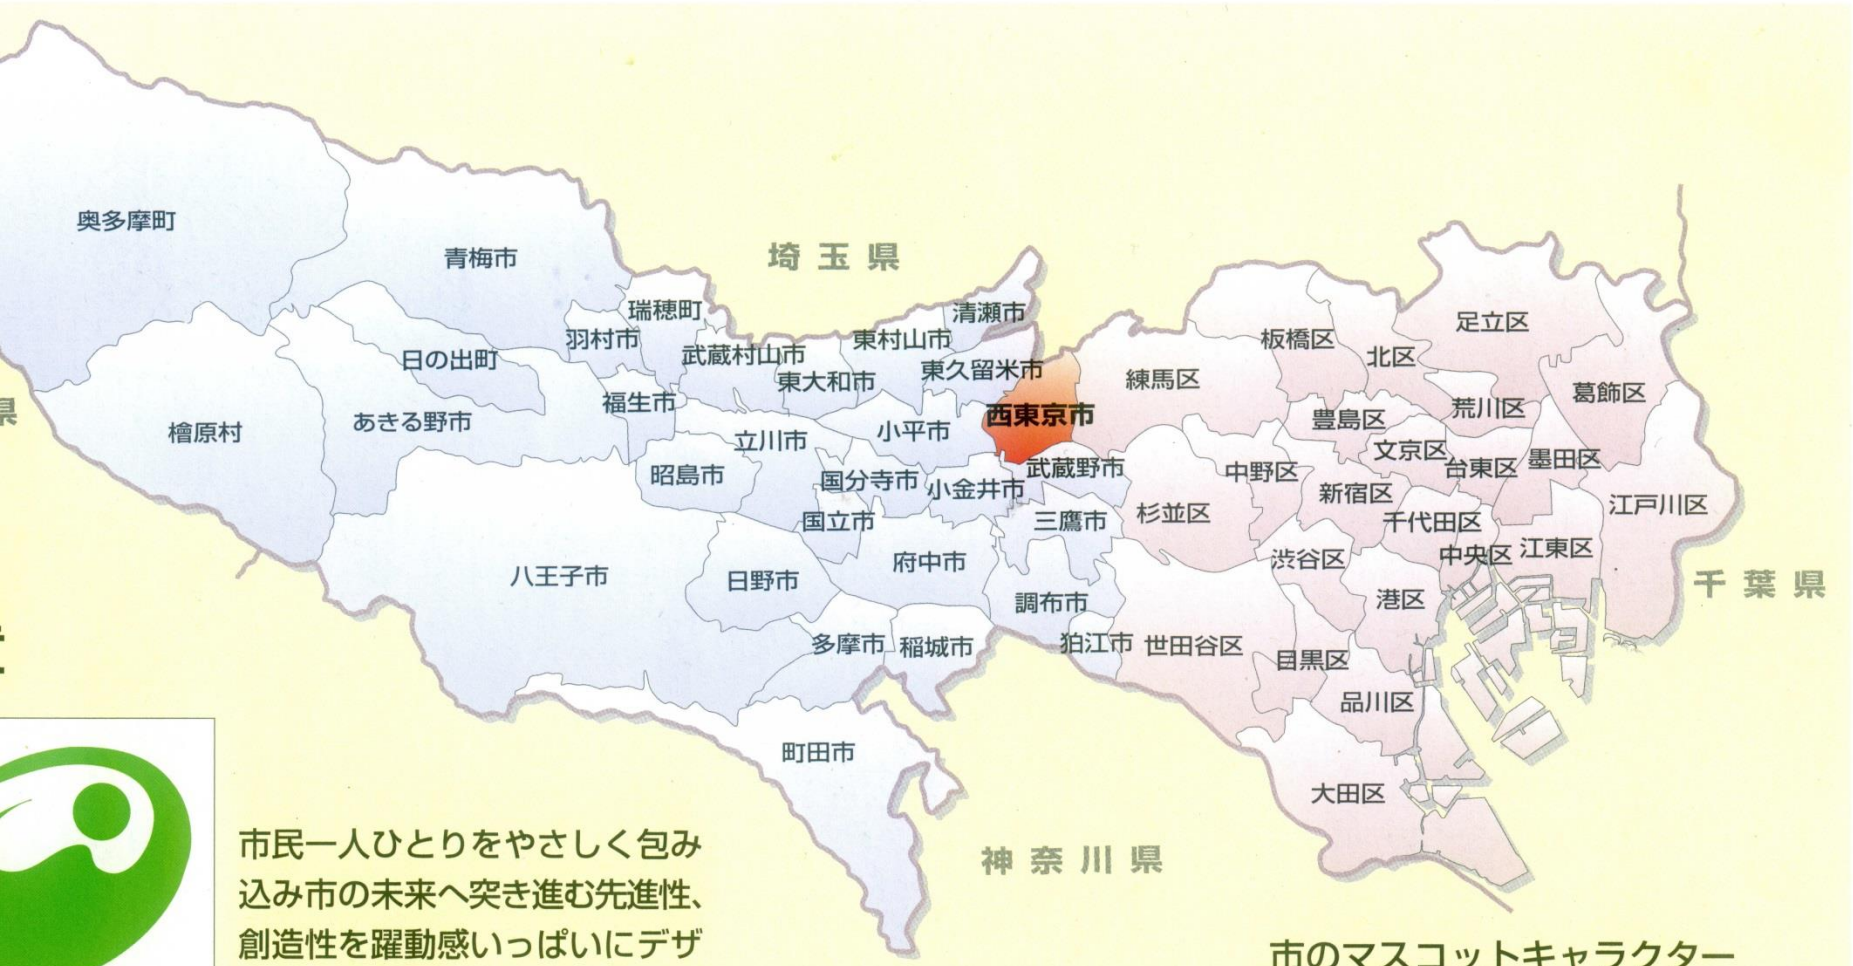 奥多摩町
青梅市
埼玉県
瑞穂町
清瀬市
羽村市
東村山市
足立区
板橋区
日の出町
武蔵村山市
東大和市
東久留米市
北区
練馬区
葛飾区
福生市
西東京市
豊島区
荒川区
県
檜原村
あきる野市
立川市
小平市
文京区
台東区
墨田区
昭島市
国分寺市
小金井市
武蔵野市
中野区
新宿区
江戸川区
国立市
三鷹市
杉並区
千代田区
八王子市
日野市
府中市
渋谷区
中央区
江東区
千葉県
調布市
港区
多摩市
稲城市
狛江市
世田谷区
目黒区
品川区
町田市
大田区
神奈川県
市民一人ひとりをやさしく包み
込み市の未来へ突き進む先進性、
創造性を躍動感いっぱいにデザ
市のマスコットキャラクター